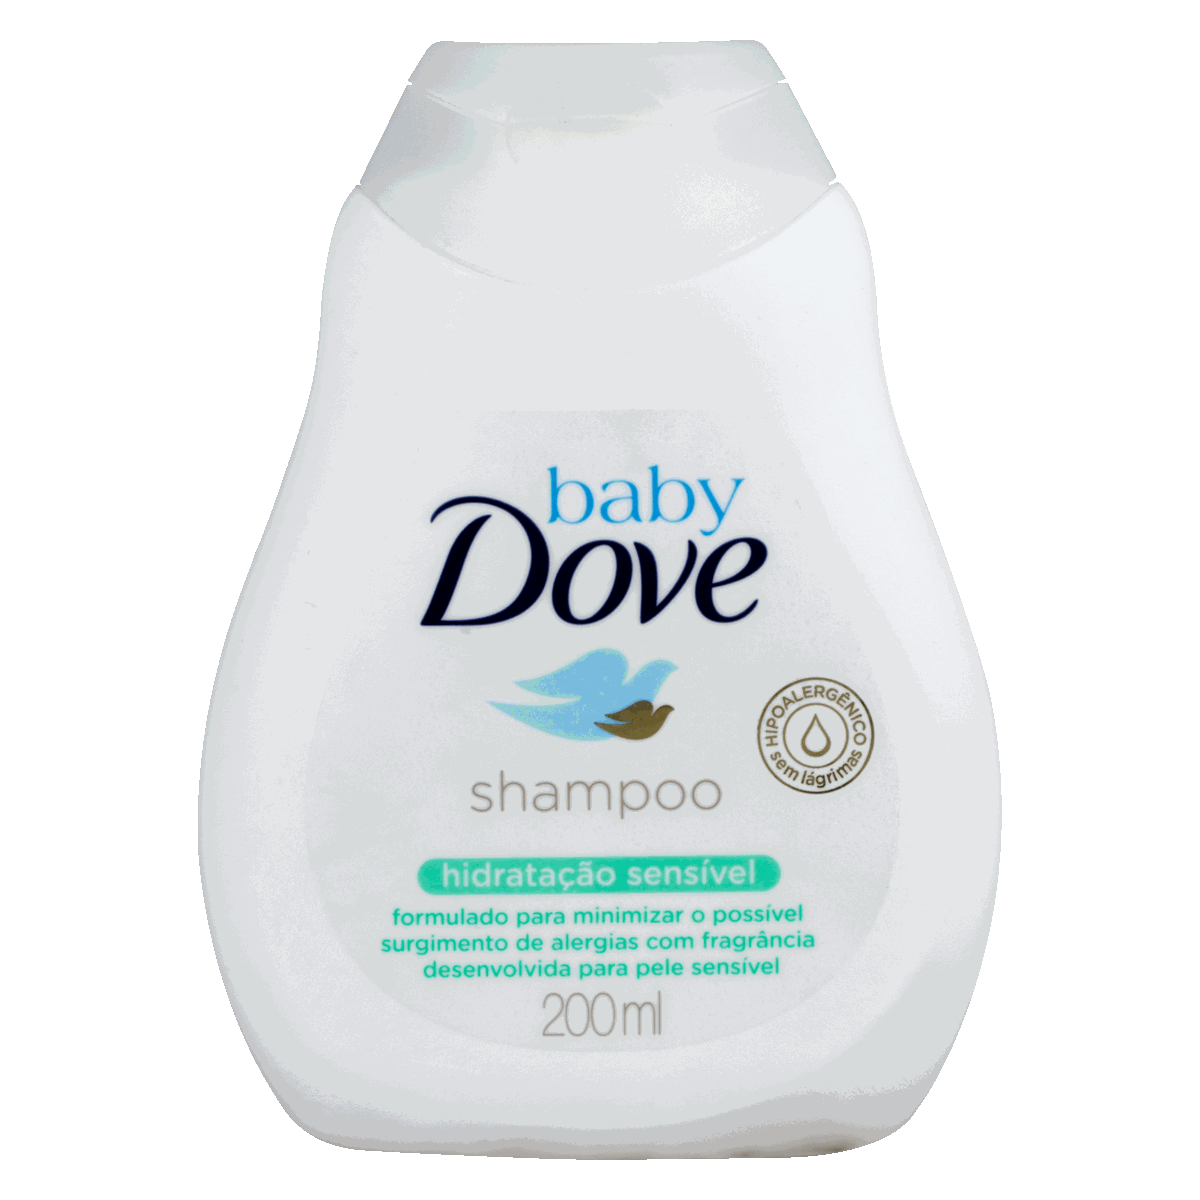 baby
Dove
HIPOALERGÊNICO
sem lágrimas
shampoo
hidratação sensível
formulado para minimizar o possível
surgimento de alergias com fragrância
desenvolvida para pele sensível
200ml